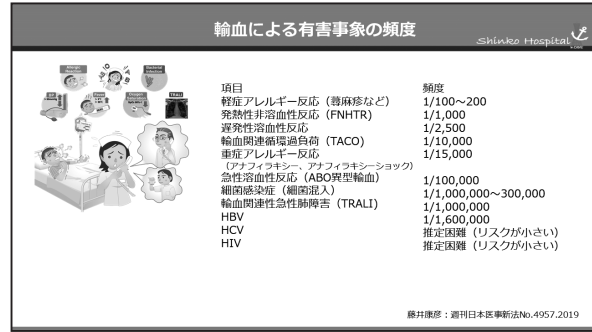 輸血による有害事象の頻度
Shinko Hospital
Allergic Reaction
Bacterial Infection
BP
Fever
Oxygen
TRALI
項目 頻度
軽症アレルギー反応（蕁麻疹など） 1/100～200
発熱性非溶血性反応（FNHTR） 1/1,000
遅発性溶血性反応 1/2,500
輸血関連循環過負荷（TACO） 1/10,000
重症アレルギー反応 1/15,000
（アナフィラキシー、アナフィラキシーショック）
急性溶血性反応（ABO異型輸血） 1/100,000
細菌感染症（細菌混入） 1/1,000,000～300,000
輸血関連性急性肺障害（TRALI） 1/1,000,000
HBV 1/1,600,000
HCV 推定困難（リスクが小さい）
HIV 推定困難（リスクが小さい）
藤井康彦：週刊日本医事新法No.4957.2019